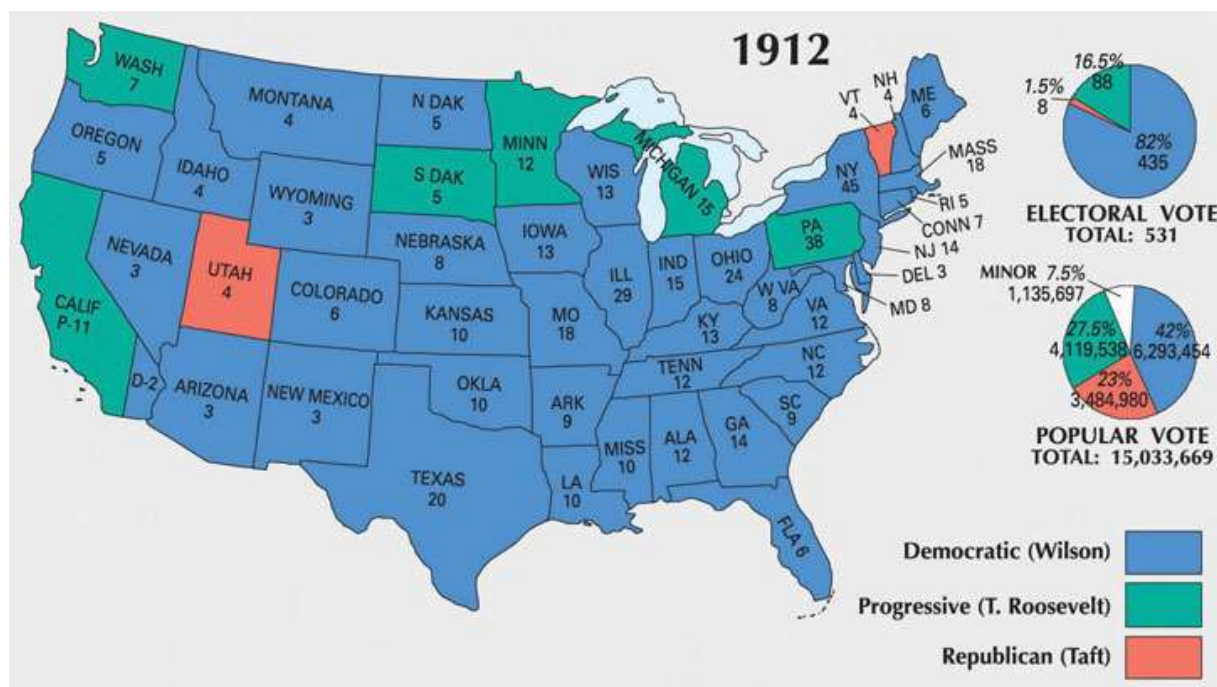 1912
WASH
7
OREGON
5
CALIF
P-11
D-2
NEVADA
3
IDAHO
4
MONTANA
4
WYOMING
3
UTAH
4
COLORADO
6
ARIZONA
3
NEW MEXICO
3
N DAK
5
S DAK
5
NEBRASKA
8
KANSAS
10
OKLA
10
TEXAS
20
MINN
12
IOWA
13
MO
18
ARK
9
LA
10
WIS
13
ILL
29
MICHIGAN 15
IND
15
OHIO
24
KY
13
TENN
12
MISS
10
ALA
12
GA
14
FLA 6
SC
9
NC
12
VA
12
W VA
8
PA
38
NY
45
VT
4
NH
4
ME
6
MASS
18
RI 5
CONN 7
NJ 14
DEL 3
MD 8
16.5%
88
1.5%
8
82%
435
ELECTORAL VOTE
TOTAL: 531
MINOR 7.5%
1,135,697
27.5%
4,119,538
42%
6,293,454
23%
3,484,980
POPULAR VOTE
TOTAL: 15,033,669
Democratic (Wilson)
Progressive (T. Roosevelt)
Republican (Taft)